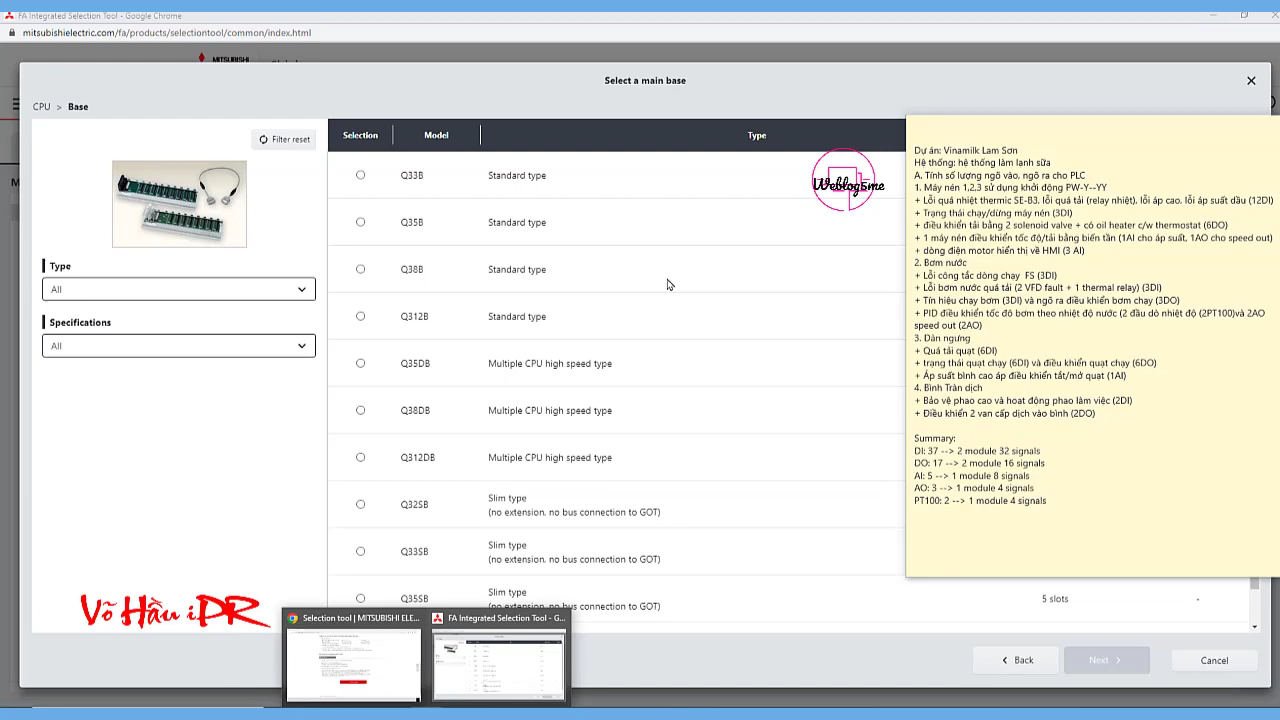 FA Integrated Selection Tool - Google Chrome
mitsubishielectric.com/fa/products/selectiontool/common/index.html
MITSUBISHI
Select a main base
CPU > Base
Filter reset
Type
All
Specifications
All
Selection Model Type
Q33B Standard type
Q35B Standard type
Q38B Standard type
Q312B Standard type
Q35DB Multiple CPU high speed type
Q38DB Multiple CPU high speed type
Q312DB Multiple CPU high speed type
Q32SB Slim type
(no extension, no bus connection to GOT)
Q33SB Slim type
(no extension, no bus connection to GOT)
Q35SB Slim type
(no extension, no bus connection to GOT)
5 slots -
Weblog5me
Dự án: Vinamilk Lam Sơn
Hệ thống: hệ thống làm lạnh sữa
A. Tính số lượng ngõ vào, ngõ ra cho PLC
1. Máy nén 1,2,3 sử dụng khởi động PW-Y--YY
+ Lỗi quá nhiệt thermic SE-B3, lỗi quá tải (relay nhiệt), lỗi áp cao, lỗi áp suất dầu (12DI)
+ Trạng thái chạy/dừng máy nén (3DI)
+ điều khiển tải bằng 2 solenoid valve + có oil heater c/w thermostat (6DO)
+ 1 máy nén điều khiển tốc độ/tải bằng biến tần (1AI cho áp suất, 1AO cho speed out)
+ dòng điện motor hiển thị về HMI (3 AI)
2. Bơm nước
+ Lỗi công tắc dòng chạy FS (3DI)
+ Lỗi bơm nước quá tải (2 VFD fault + 1 thermal relay) (3DI)
+ Tín hiệu chạy bơm (3DI) và ngõ ra điều khiển bơm chạy (3DO)
+ PID điều khiển tốc độ bơm theo nhiệt độ nước (2 đầu dò nhiệt độ (2PT100)và 2AO
speed out (2AO)
3. Dàn ngưng
+ Quá tải quạt (6DI)
+ trạng thái quạt chạy (6DI) và điều khiển quạt chạy (6DO)
+ Áp suất bình cao áp điều khiển tắt/mở quạt (1AI)
4. Bình Tràn dịch
+ Bảo vệ phao cao và hoạt động phao làm việc (2DI)
+ Điều khiển 2 van cấp dịch vào bình (2DO)
Summary:
DI: 37 --> 2 module 32 signals
DO: 17 --> 2 module 16 signals
AI: 5 --> 1 module 8 signals
AO: 3 --> 1 module 4 signals
PT100: 2 --> 1 module 4 signals
Võ Hầu iDR
Selection tool | MITSUBISHI ELE...
FA Integrated Selection Tool - G...
Back Next Cancel